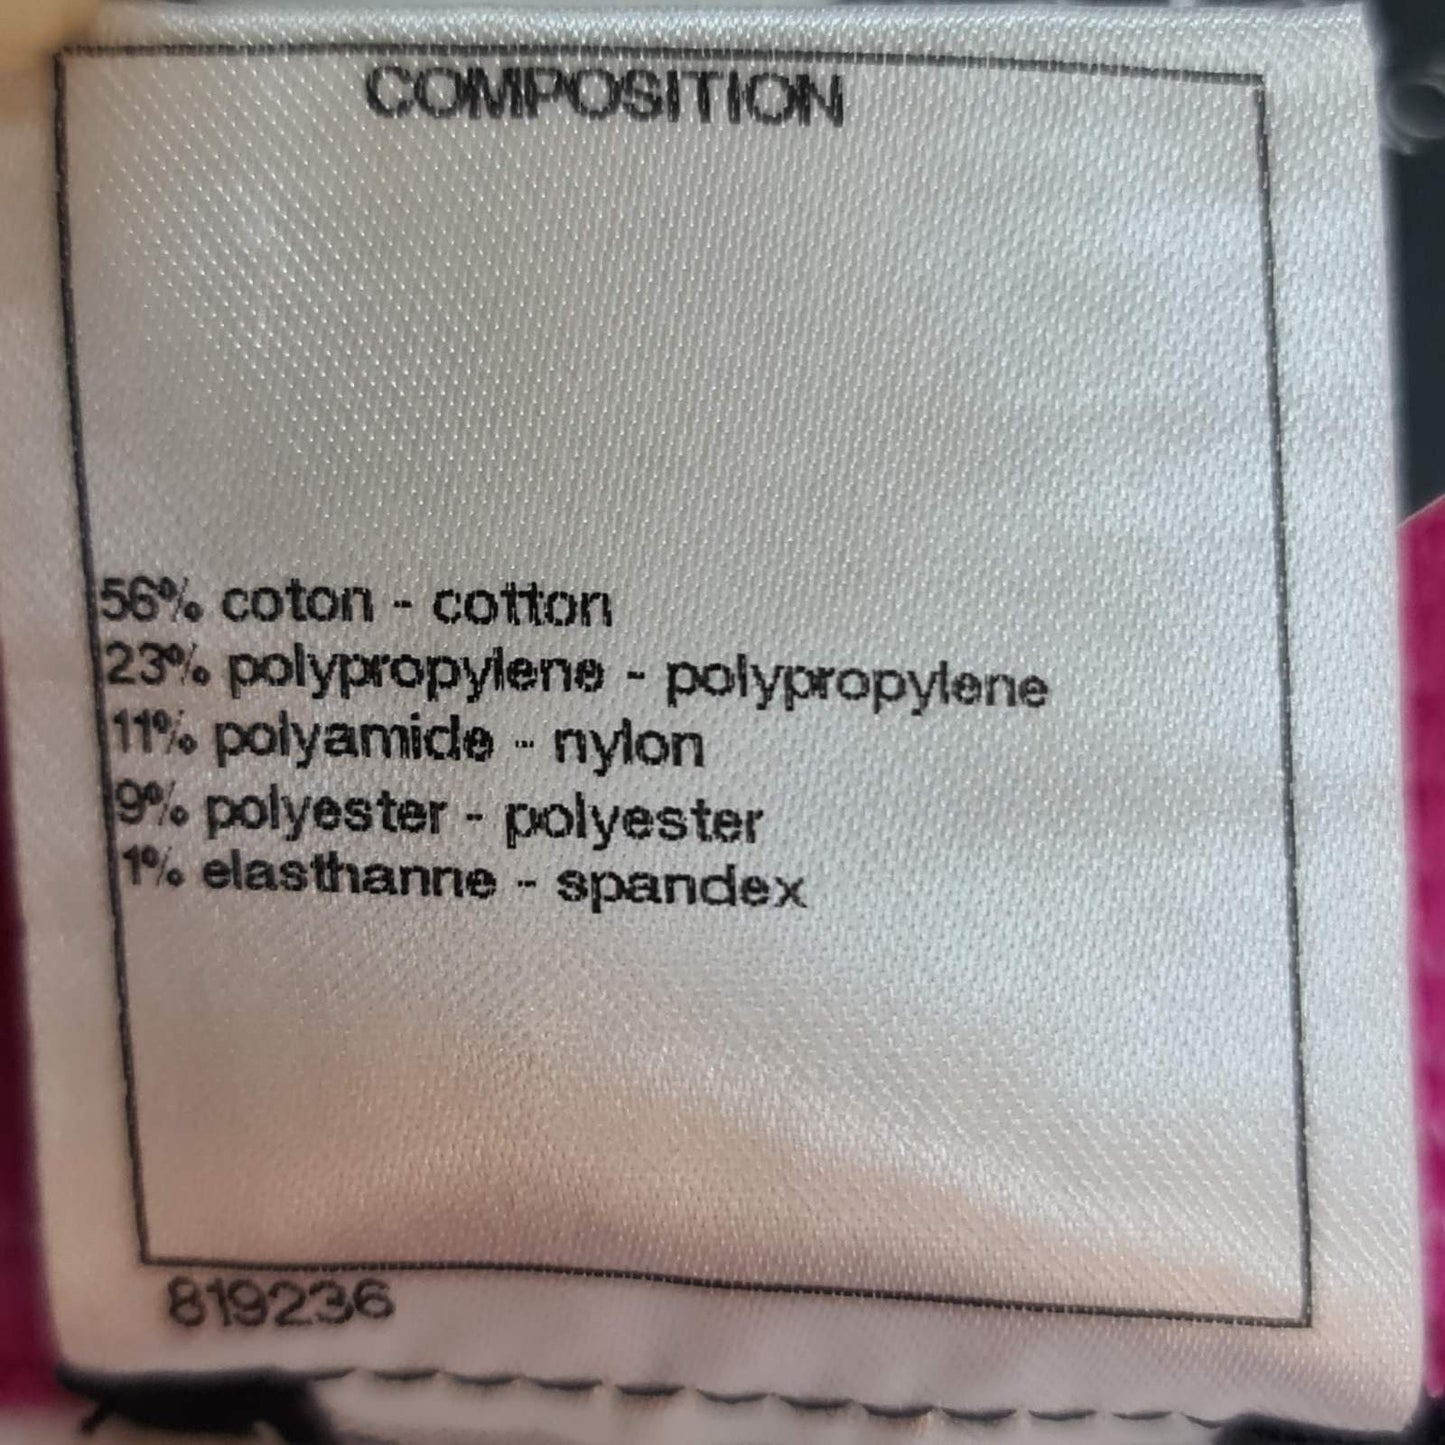 COMPOSITION
56% coton - cotton
23% polypropylene - polypropylene
11% polyamide - nylon
9% polyester - polyester
1% elasthanne - spandex
819236